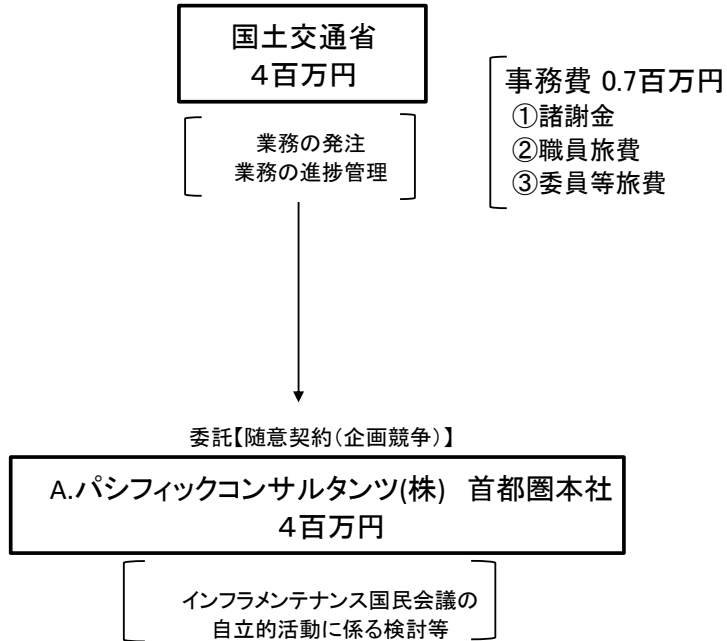 国土交通省
４百万円
事務費 0.7百万円
①諸謝金
②職員旅費
③委員等旅費
業務の発注
業務の進捗管理
委託【随意契約(企画競争)】
A.パシフィックコンサルタンツ(株)　首都圏本社
４百万円
インフラメンテナンス国民会議の
自立的活動に係る検討等